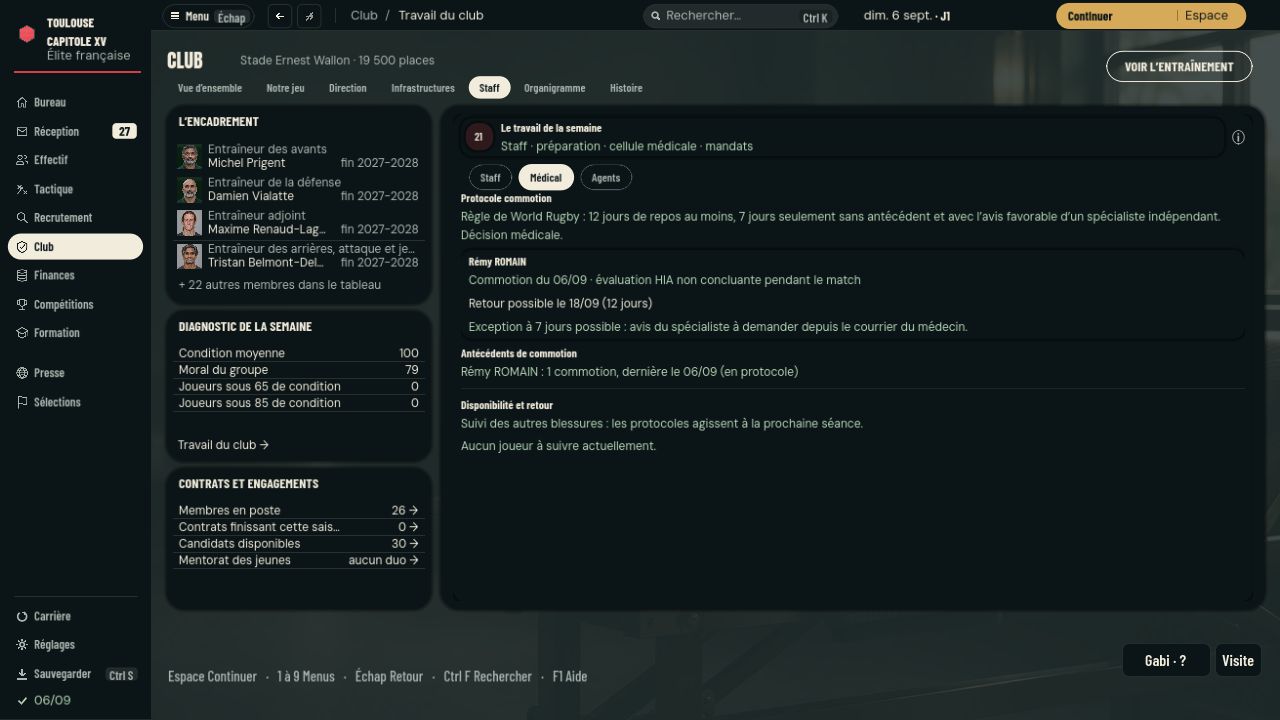 TOULOUSE
CAPITOLE XV
Élite française
Menu Échap
Club / Travail du club
Rechercher... Ctrl K
dim. 6 sept. · J1
Continuer | Espace
Bureau
Réception 27
Effectif
Tactique
Recrutement
Club
Finances
Compétitions
Formation
Presse
Sélections
Carrière
Réglages
Sauvegarder Ctrl S
06/09
CLUB
Stade Ernest Wallon · 19 500 places
VOIR L'ENTRAÎNEMENT
Vue d'ensemble Notre jeu Direction Infrastructures Staff Organigramme Histoire
L'ENCADREMENT
Entraîneur des avants
Michel Prigent fin 2027-2028
Entraîneur de la défense
Damien Vialatte fin 2027-2028
Entraîneur adjoint
Maxime Renaud-Lag... fin 2027-2028
Entraîneur des arrières, attaque et je...
Tristan Belmont-Del... fin 2027-2028
+ 22 autres membres dans le tableau
DIAGNOSTIC DE LA SEMAINE
Condition moyenne 100
Moral du groupe 79
Joueurs sous 65 de condition 0
Joueurs sous 85 de condition 0
Travail du club →
CONTRATS ET ENGAGEMENTS
Membres en poste 26 →
Contrats finissant cette sais... 0 →
Candidats disponibles 30 →
Mentorat des jeunes aucun duo →
21
Le travail de la semaine
Staff · préparation · cellule médicale · mandats
Staff Médical Agents
Protocole commotion
Règle de World Rugby : 12 jours de repos au moins, 7 jours seulement sans antécédent et avec l'avis favorable d'un spécialiste indépendant.
Décision médicale.
Rémy ROMAIN
Commotion du 06/09 · évaluation HIA non concluante pendant le match
Retour possible le 18/09 (12 jours)
Exception à 7 jours possible : avis du spécialiste à demander depuis le courrier du médecin.
Antécédents de commotion
Rémy ROMAIN : 1 commotion, dernière le 06/09 (en protocole)
Disponibilité et retour
Suivi des autres blessures : les protocoles agissent à la prochaine séance.
Aucun joueur à suivre actuellement.
Gabi · ? Visite
Espace Continuer · 1 à 9 Menus · Échap Retour · Ctrl F Rechercher · F1 Aide